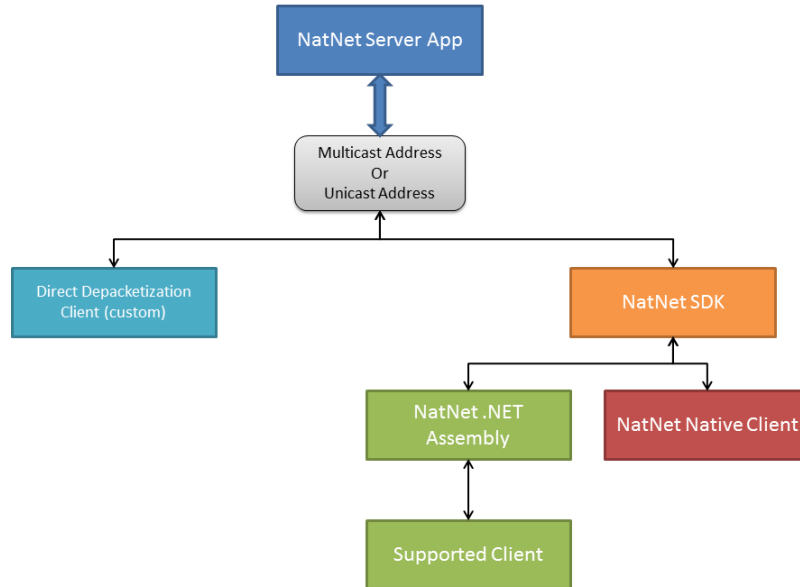 NatNet Server App
Multicast Address
Or
Unicast Address
Direct Depacketization
Client (custom)
NatNet SDK
NatNet .NET
Assembly
NatNet Native Client
Supported Client